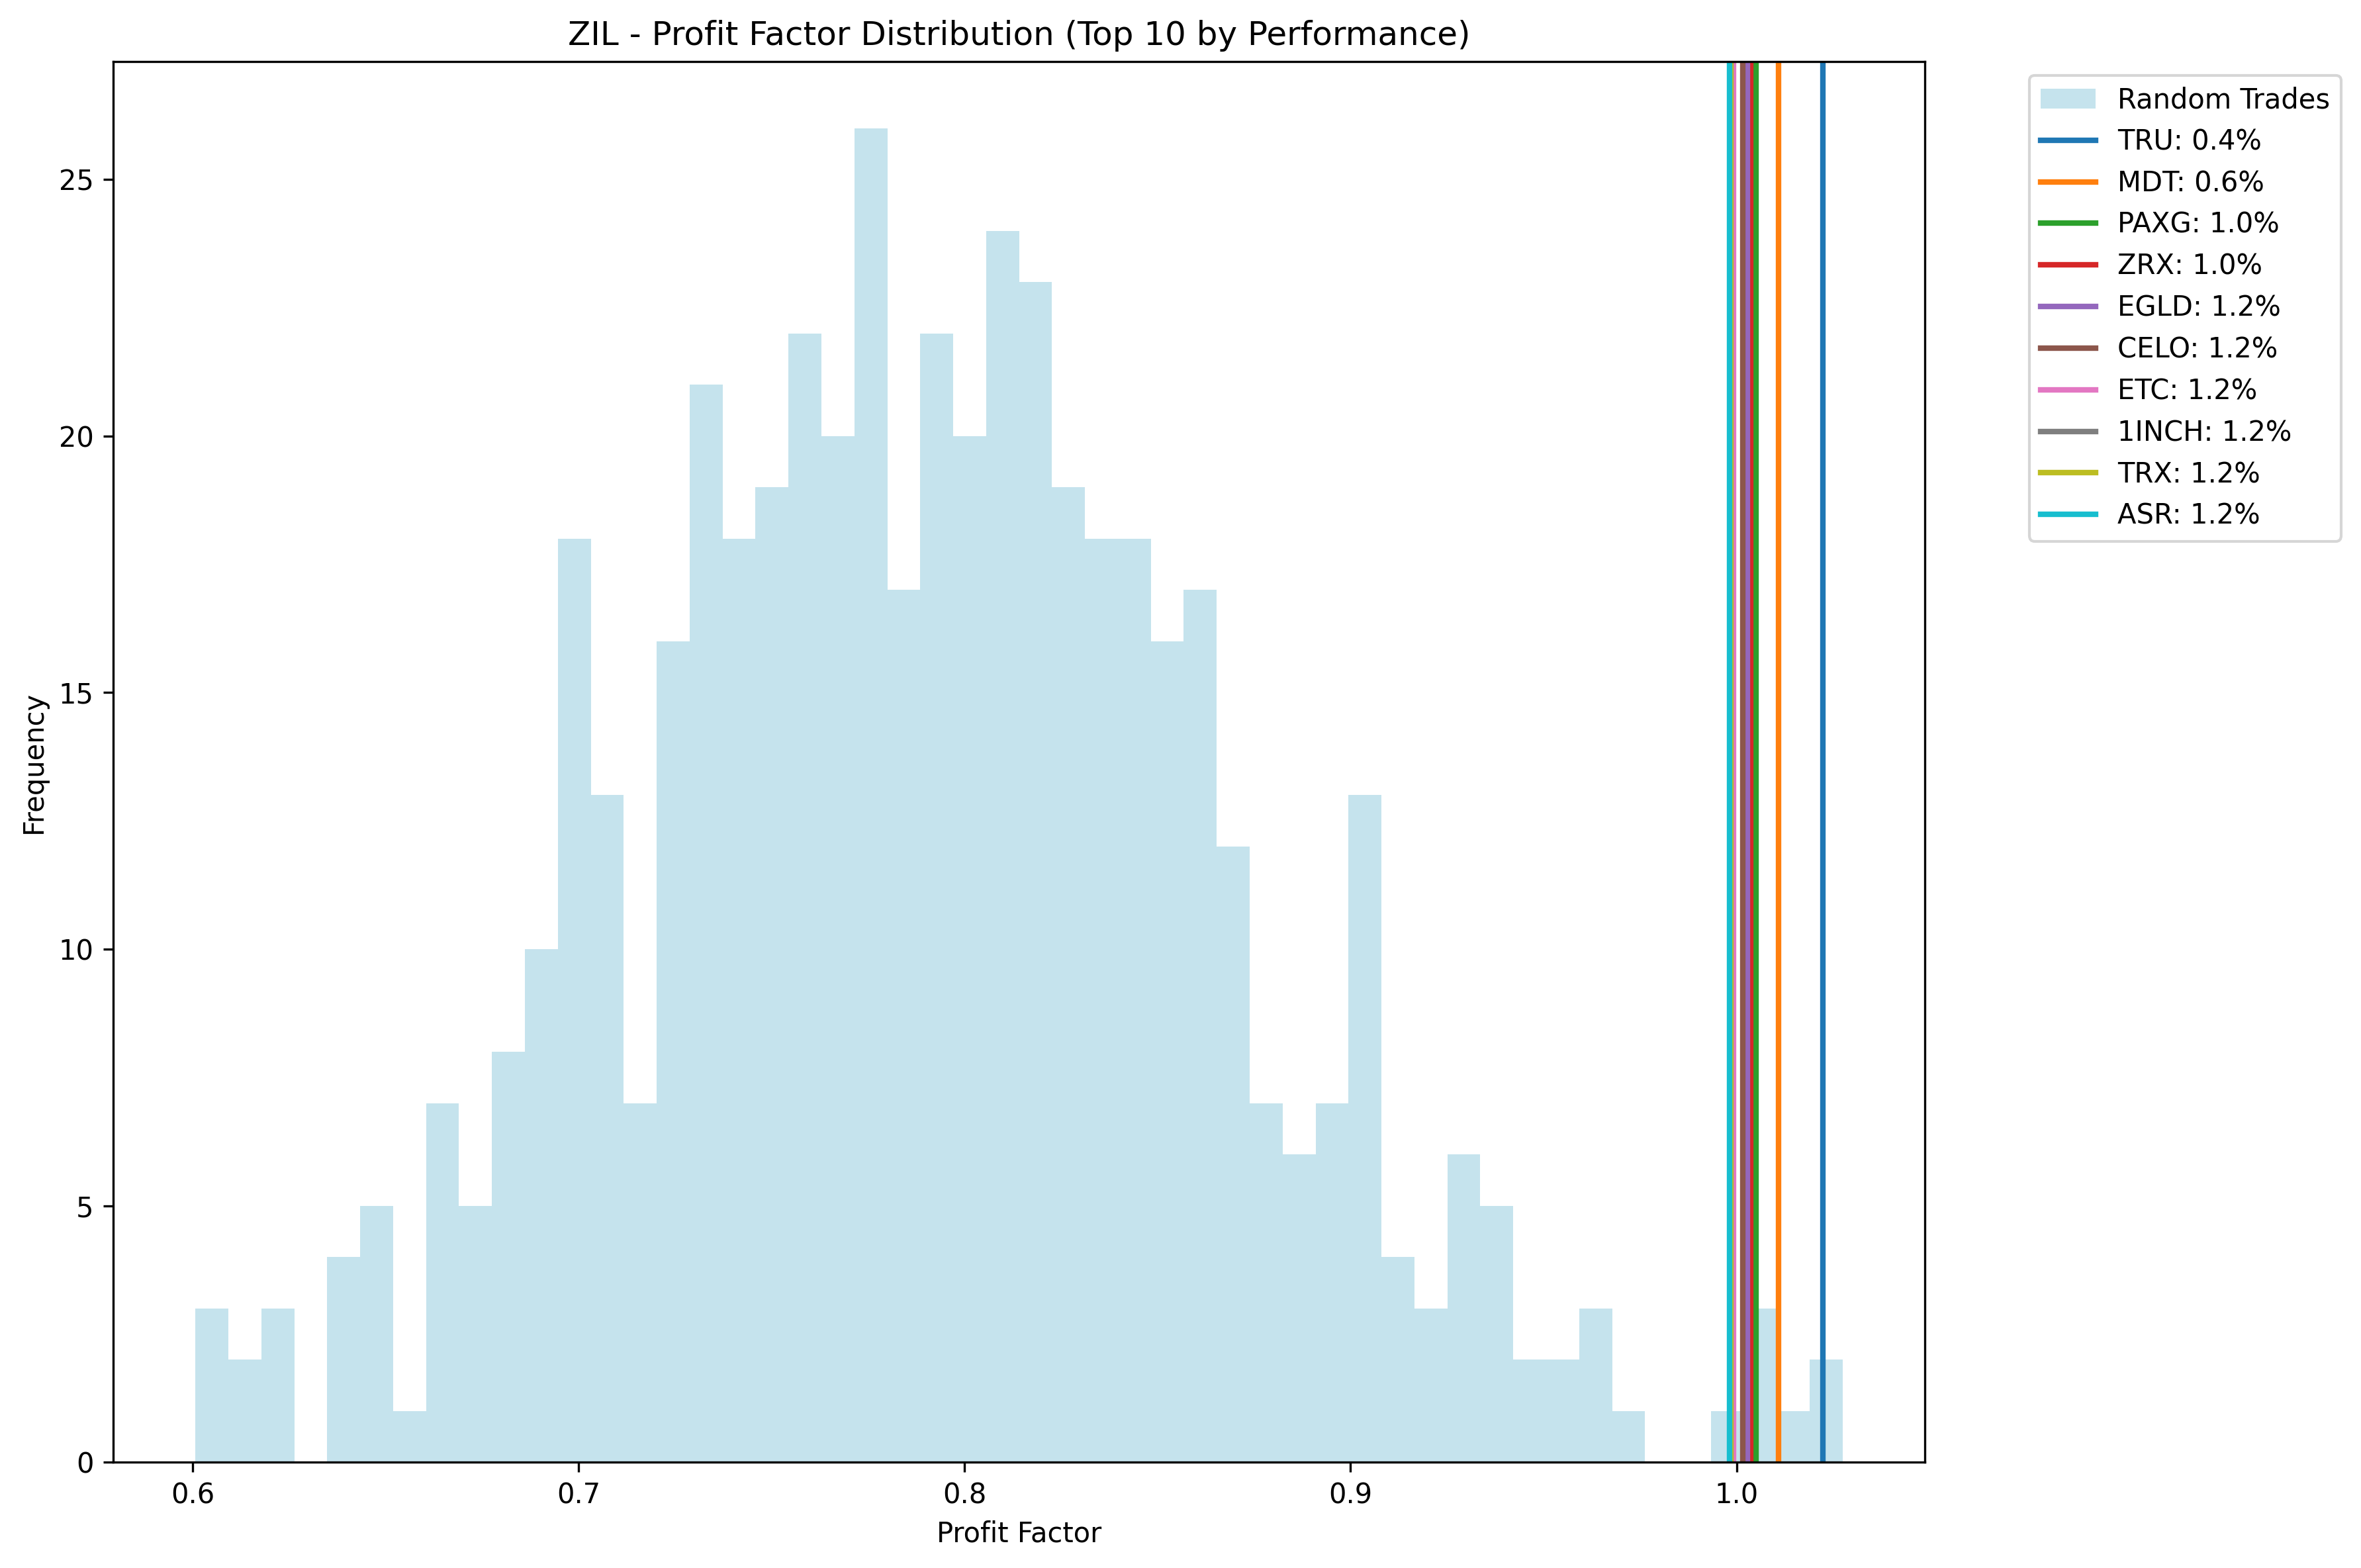 ZIL - Profit Factor Distribution (Top 10 by Performance)
Random Trades
TRU: 0.4%
MDT: 0.6%
PAXG: 1.0%
ZRX: 1.0%
EGLD: 1.2%
CELO: 1.2%
ETC: 1.2%
1INCH: 1.2%
TRX: 1.2%
ASR: 1.2%
Frequency
25
20
15
10
5
0
0.6
0.7
0.8
0.9
1.0
Profit Factor